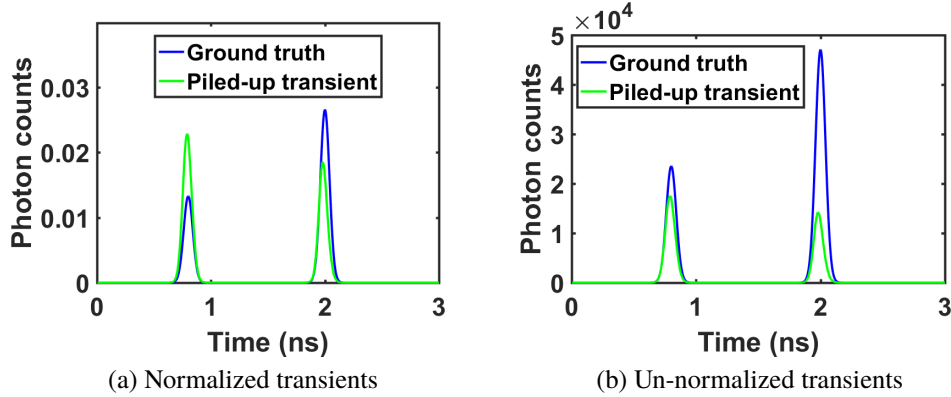 Ground truth
Piled-up transient
Photon counts
0.03
0.02
0.01
0
0 1 2 3
Time (ns)
(a) Normalized transients
×10⁴
Ground truth
Piled-up transient
Photon counts
5
4
3
2
1
0
0 1 2 3
Time (ns)
(b) Un-normalized transients